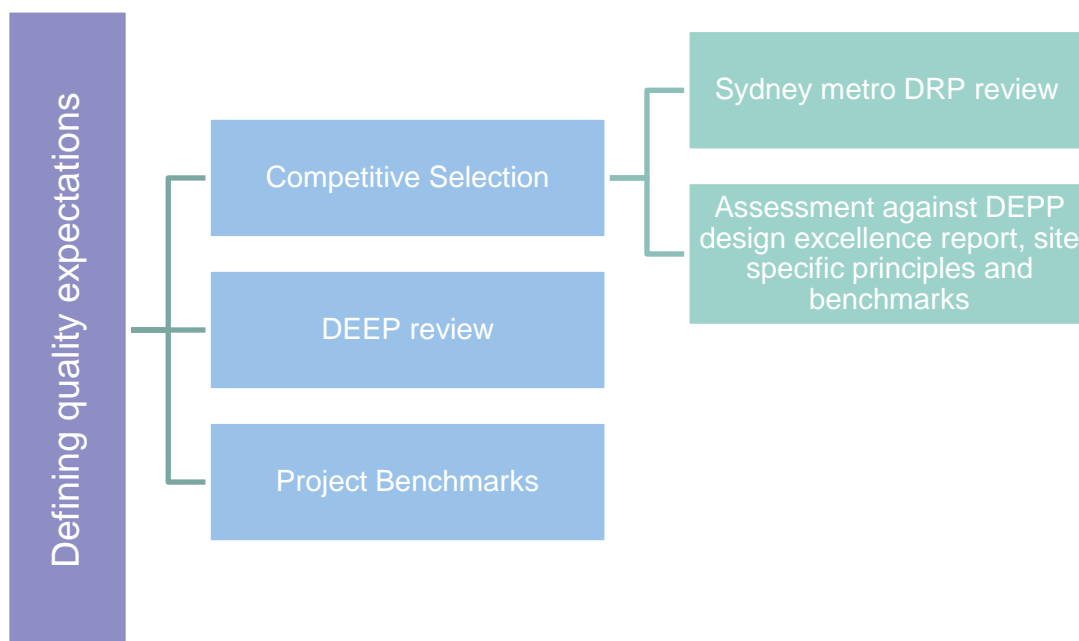 Defining quality expectations
Competitive Selection
DEEP review
Project Benchmarks
Sydney metro DRP review
Assessment against DEPP
design excellence report, site
specific principles and
benchmarks